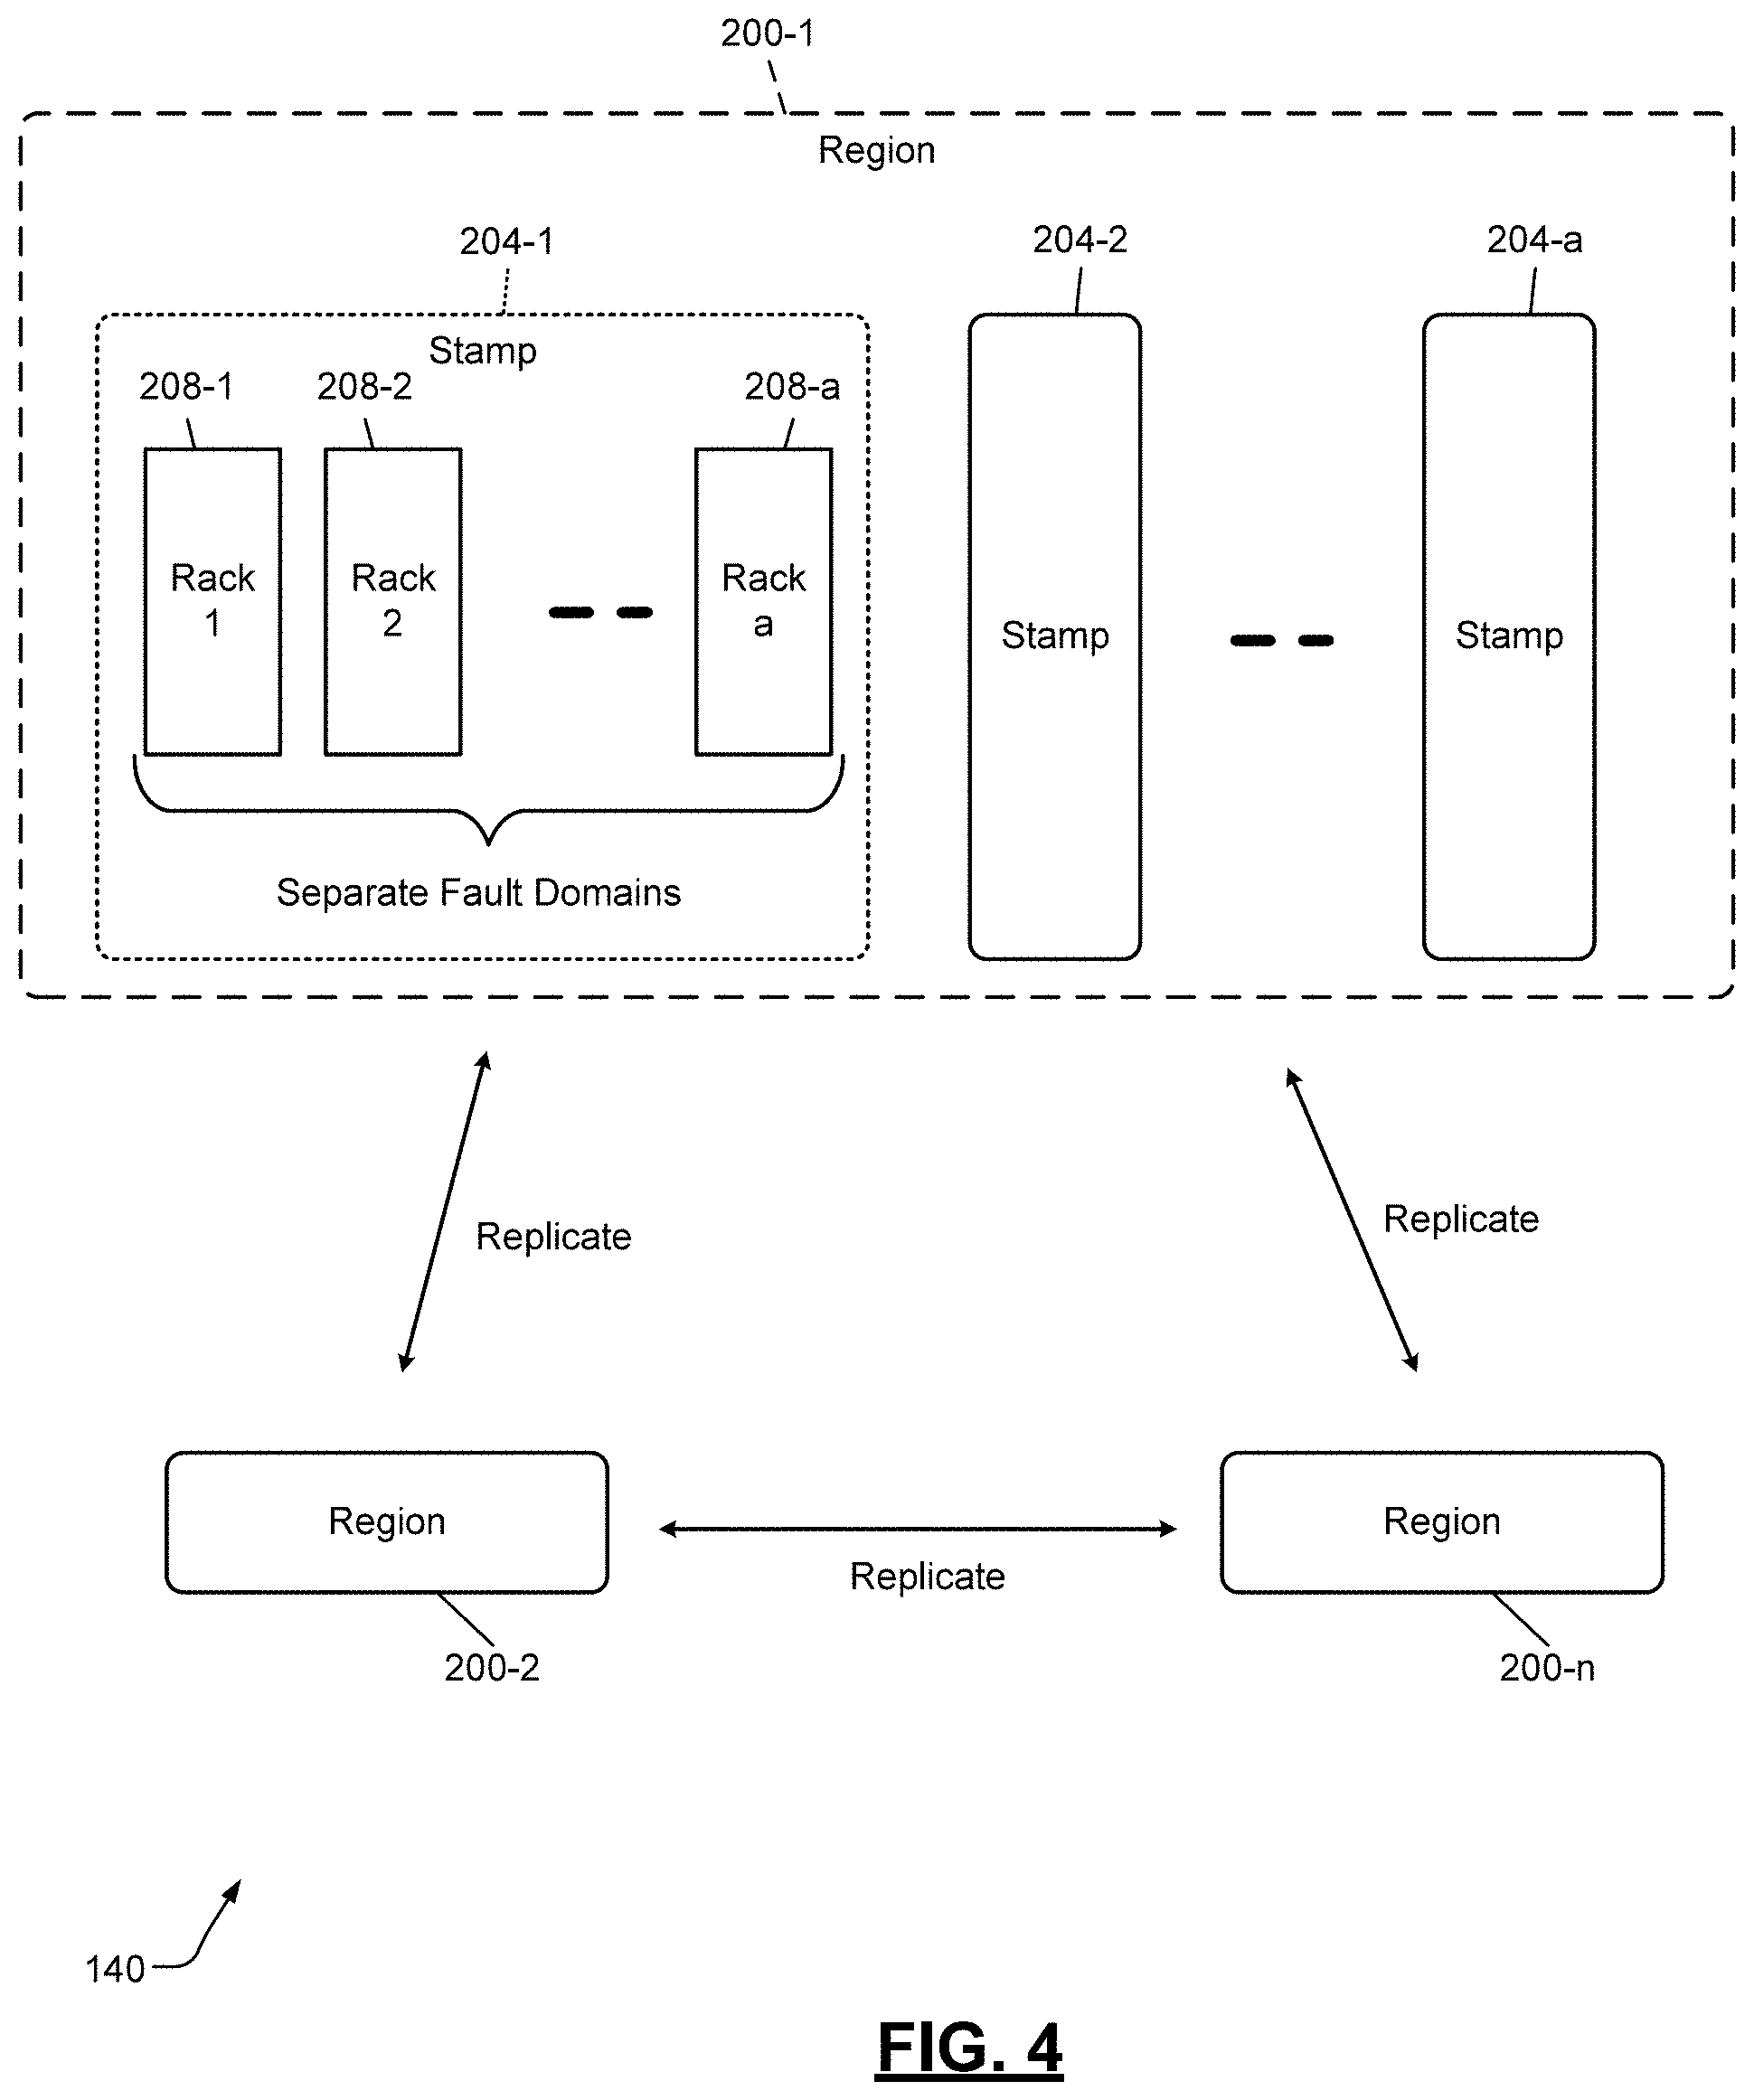 200-1
Region
204-1
204-2
204-a
Stamp
208-1
208-2
208-a
Rack
1
Rack
2
Rack
a
Stamp
Stamp
Separate Fault Domains
Replicate
Replicate
Region
Region
Replicate
200-2
200-n
140
FIG. 4